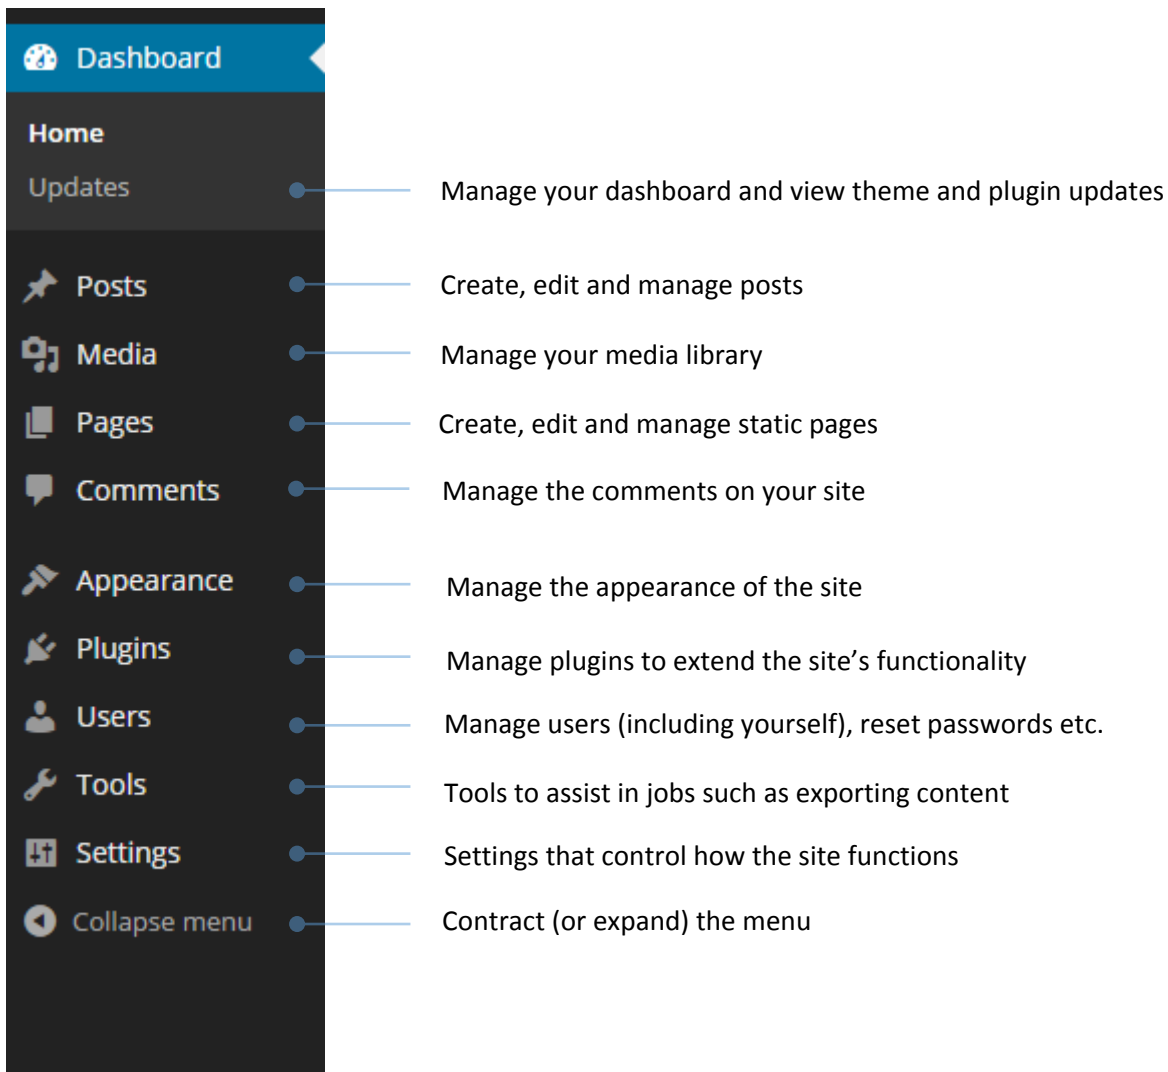 Dashboard
Home
Updates
Manage your dashboard and view theme and plugin updates
Posts
Create, edit and manage posts
Media
Manage your media library
Pages
Create, edit and manage static pages
Comments
Manage the comments on your site
Appearance
Manage the appearance of the site
Plugins
Manage plugins to extend the site’s functionality
Users
Manage users (including yourself), reset passwords etc.
Tools
Tools to assist in jobs such as exporting content
Settings
Settings that control how the site functions
Collapse menu
Contract (or expand) the menu